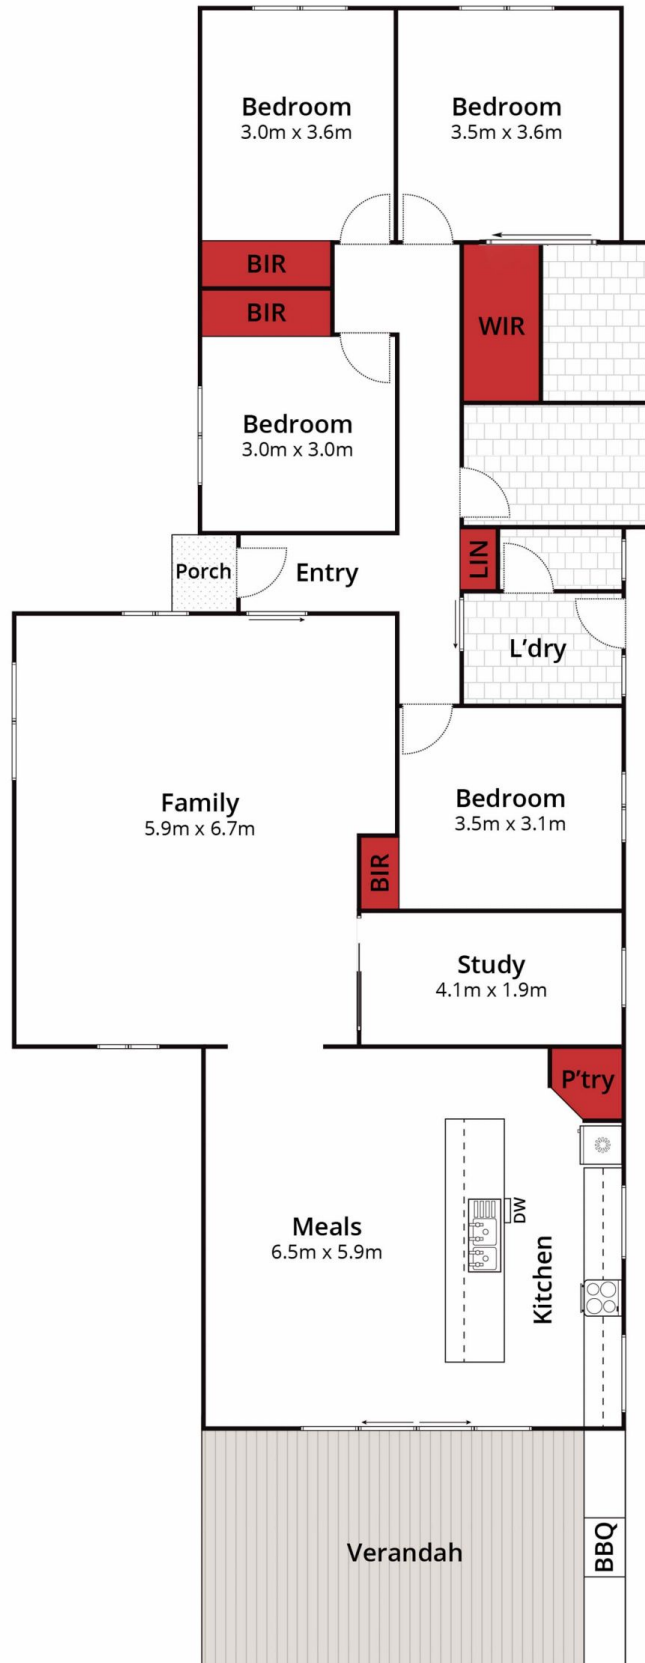 Bedroom
3.0m x 3.6m
Bedroom
3.5m x 3.6m
BIR
BIR
WIR
Bedroom
3.0m x 3.0m
Porch
Entry
LIN
L'dry
Family
5.9m x 6.7m
Bedroom
3.5m x 3.1m
BIR
Study
4.1m x 1.9m
P'try
Meals
6.5m x 5.9m
DW
Kitchen
Verandah
BBQ